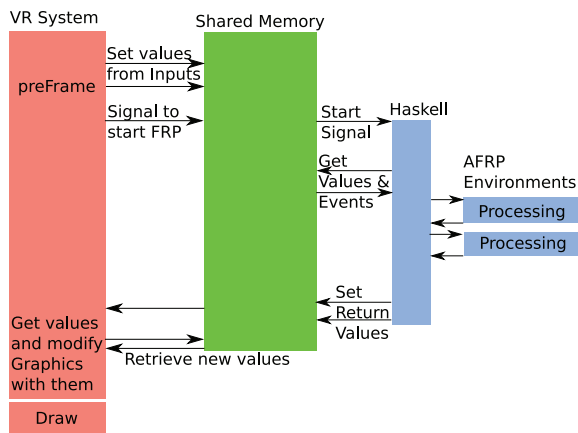 VR System
Shared Memory
Set values
from Inputs
preFrame
Signal to
start FRP
Start
Signal
Haskell
Get
Values &
Events
AFRP
Environments
Processing
Processing
Set
Return
Values
Get values
and modify
Graphics
with them
Retrieve new values
Draw